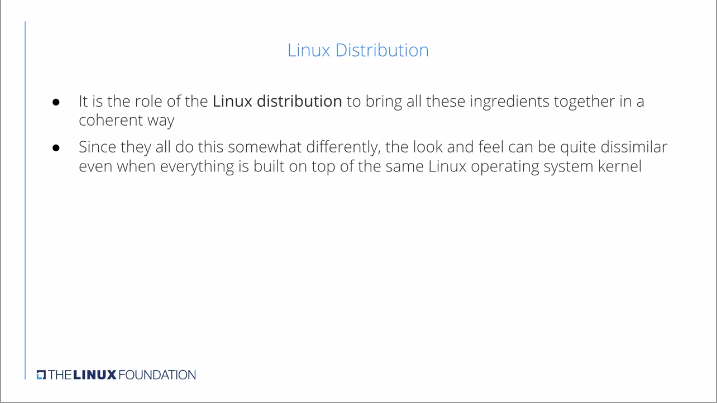 Linux Distribution
● It is the role of the Linux distribution to bring all these ingredients together in a
coherent way
● Since they all do this somewhat differently, the look and feel can be quite dissimilar
even when everything is built on top of the same Linux operating system kernel
THE LINUX FOUNDATION